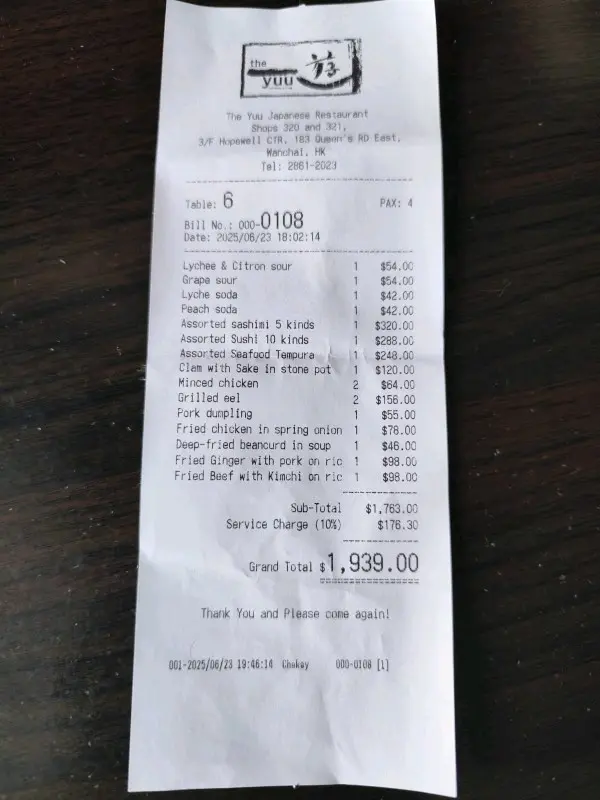 the
yuu 游
The Yuu Japanese Restaurant
Shops 320 and 321,
3/F Hopewell CTR, 183 Queen's RD East,
Wanchai, HK
Tel: 2861-2023
Table: 6 PAX: 4
Bill No.: 000-0108
Date: 2025/06/23 18:02:14
Lychee & Citron sour 1 $54.00
Grape sour 1 $54.00
Lyche soda 1 $42.00
Peach soda 1 $42.00
Assorted sashimi 5 kinds 1 $320.00
Assorted Sushi 10 kinds 1 $288.00
Assorted Seafood Tempura 1 $248.00
Clam with Sake in stone pot 1 $120.00
Minced chicken 2 $64.00
Grilled eel 2 $156.00
Pork dumpling 1 $55.00
Fried chicken in spring onion 1 $78.00
Deep-fried beancurd in soup 1 $46.00
Fried Ginger with pork on ric 1 $98.00
Fried Beef with Kimchi on ric 1 $98.00
Sub-Total $1,763.00
Service Charge (10%) $176.30
Grand Total $1,939.00
Thank You and Please come again!
001-2025/06/23 19:46:14 Chekey 000-0108 [1]